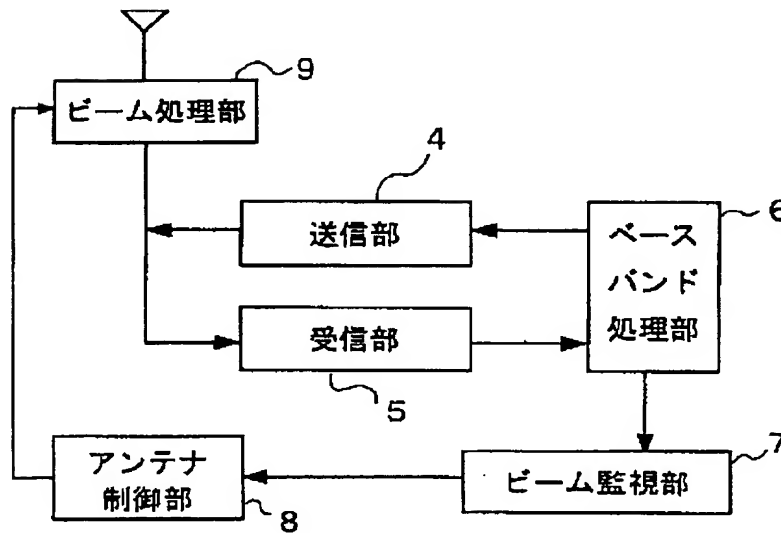 9
ビーム処理部
4
送信部
6
ベース
バンド
処理部
受信部
5
7
アンテナ
制御部
8
ビーム監視部